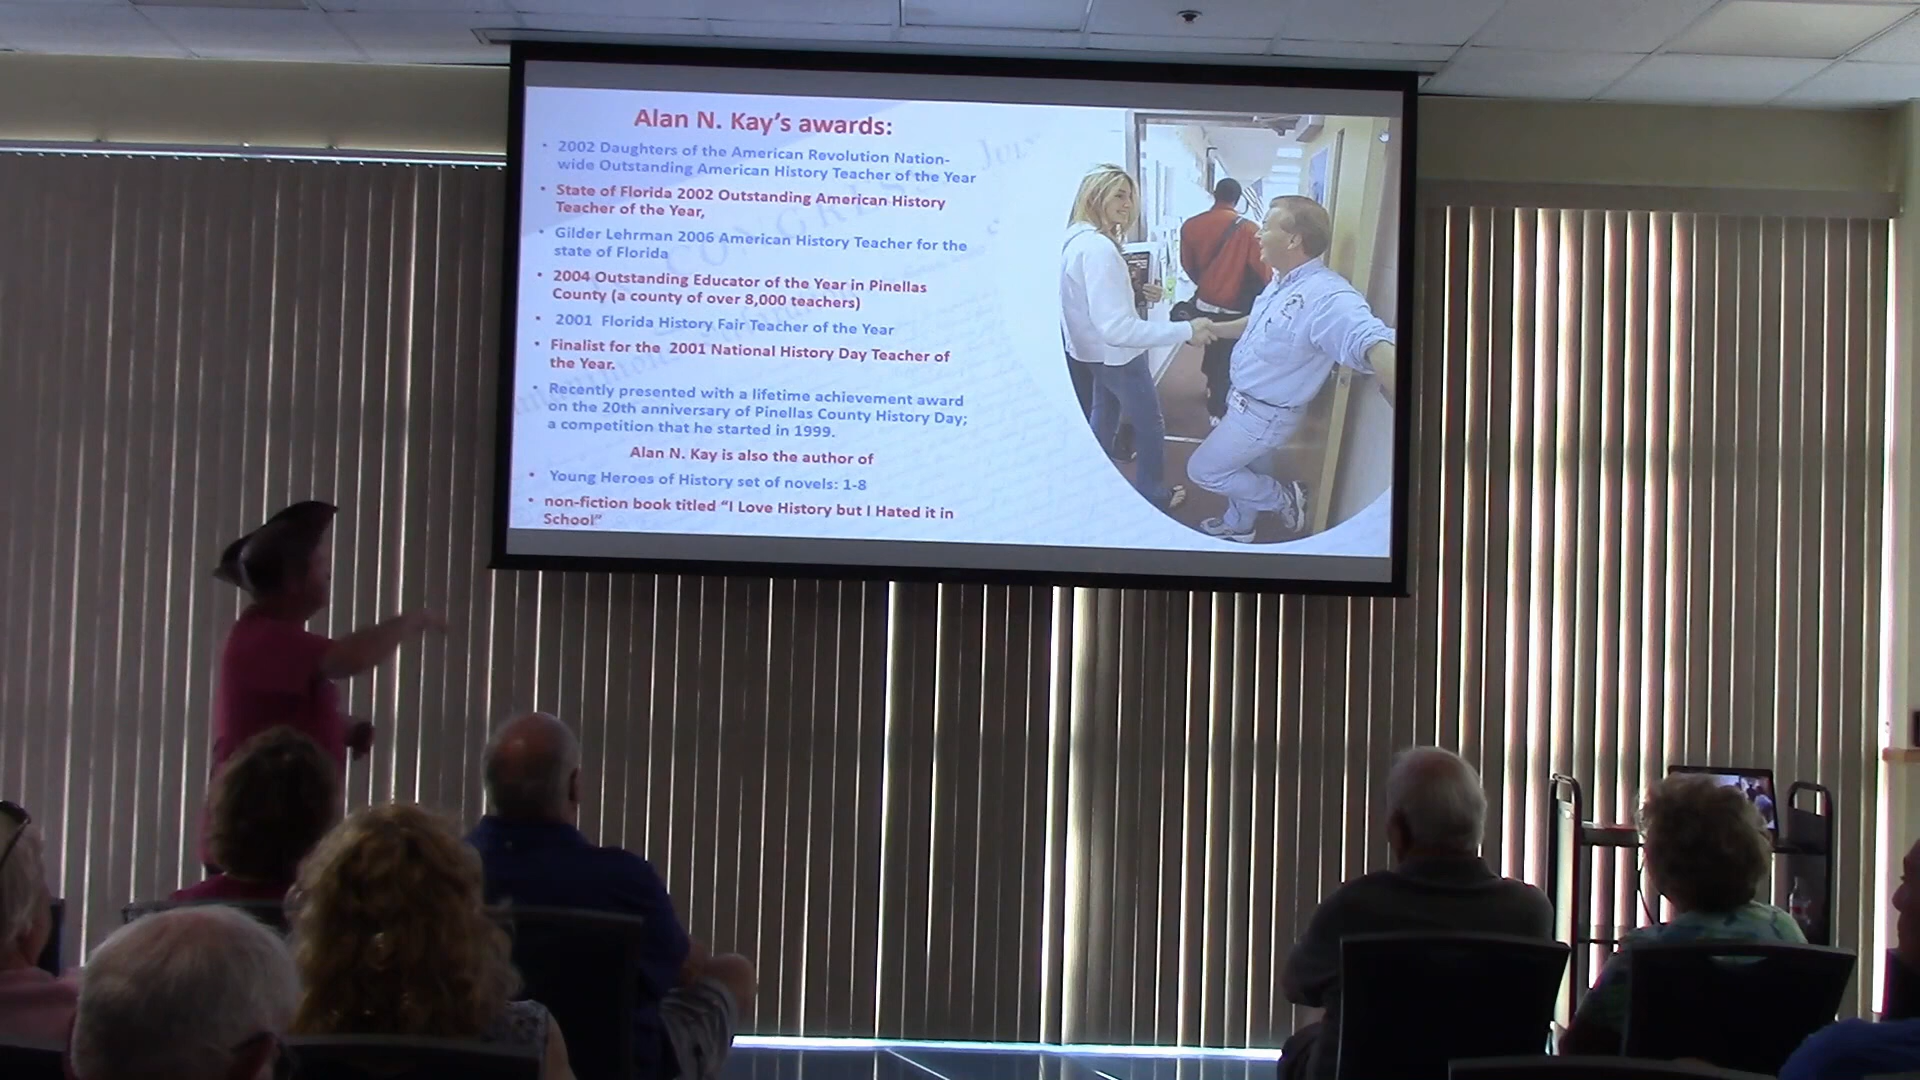 Alan N. Kay's awards:
• 2002 Daughters of the American Revolution Nation-
wide Outstanding American History Teacher of the Year
• State of Florida 2002 Outstanding American History
Teacher of the Year,
• Gilder Lehrman 2006 American History Teacher for the
state of Florida
• 2004 Outstanding Educator of the Year in Pinellas
County (a county of over 8,000 teachers)
• 2001 Florida History Fair Teacher of the Year
• Finalist for the 2001 National History Day Teacher of
the Year.
• Recently presented with a lifetime achievement award
on the 20th anniversary of Pinellas County History Day;
a competition that he started in 1999.
Alan N. Kay is also the author of
• Young Heroes of History set of novels: 1-8
• non-fiction book titled “I Love History but I Hated it in
School”